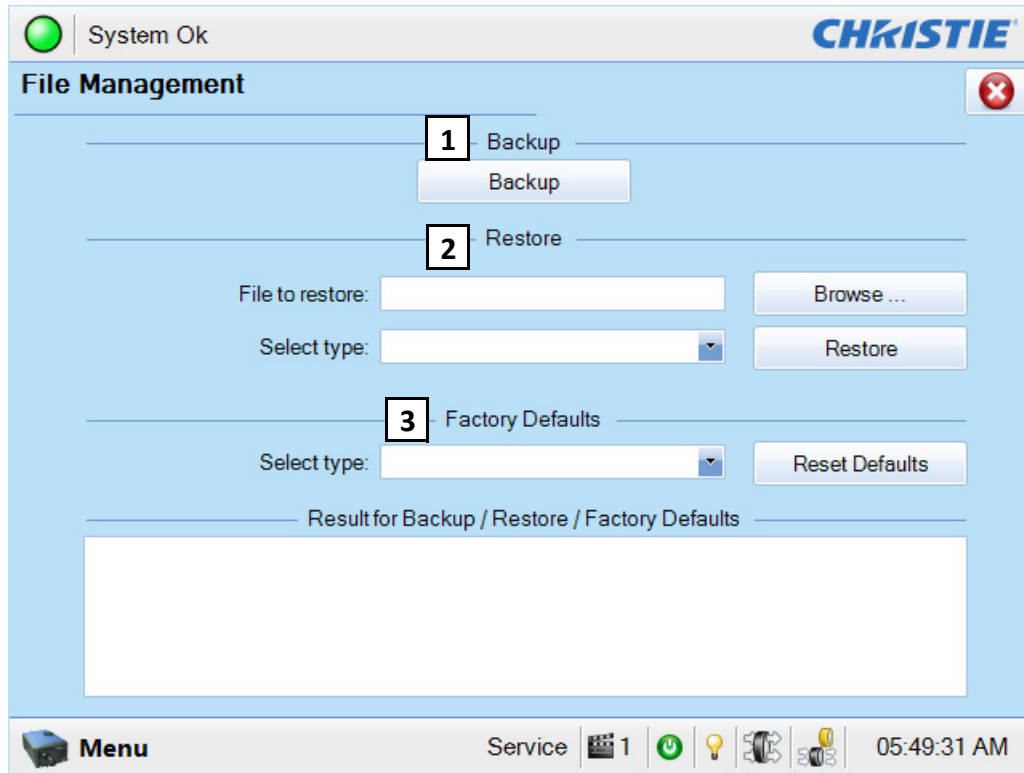 System Ok
CHRISTIE
File Management
1 Backup
Backup
2 Restore
File to restore:
Browse ...
Select type:
Restore
3 Factory Defaults
Select type:
Reset Defaults
Result for Backup / Restore / Factory Defaults
Menu
Service
1
05:49:31 AM